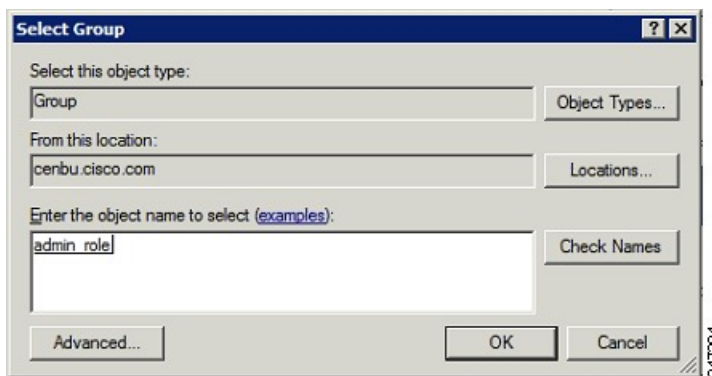 Select Group
? X
Select this object type:
Group
Object Types...
From this location:
cenbu.cisco.com
Locations...
Enter the object name to select (examples):
admin_role
Check Names
Advanced...
OK
Cancel